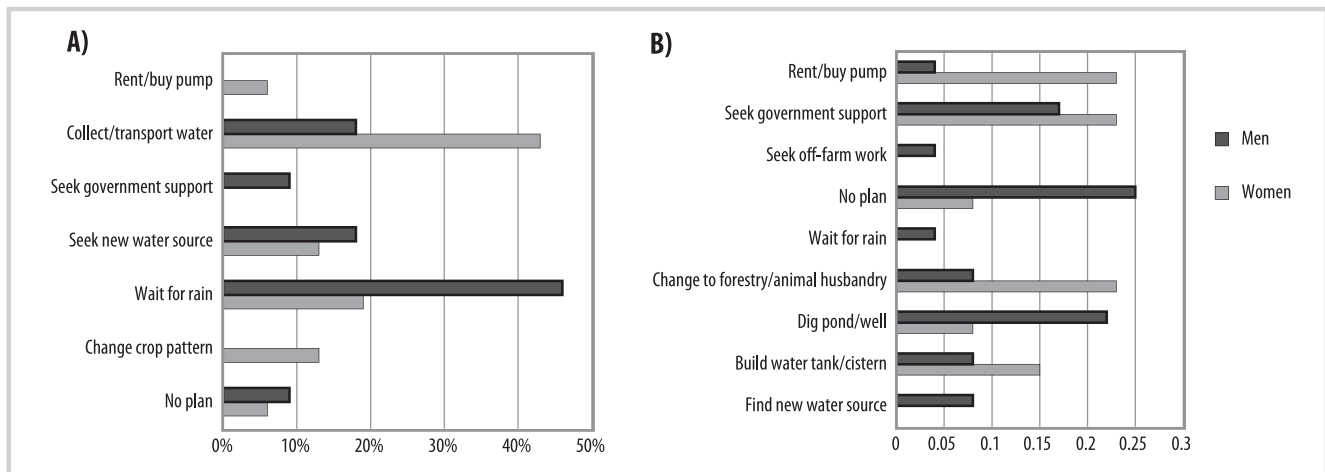 A)
Rent/buy pump
Collect/transport water
Seek government support
Seek new water source
Wait for rain
Change crop pattern
No plan
0% 10% 20% 30% 40% 50%
B)
Rent/buy pump
Seek government support
Seek off-farm work
No plan
Wait for rain
Change to forestry/animal husbandry
Dig pond/well
Build water tank/cistern
Find new water source
0 0.05 0.1 0.15 0.2 0.25 0.3
Men
Women